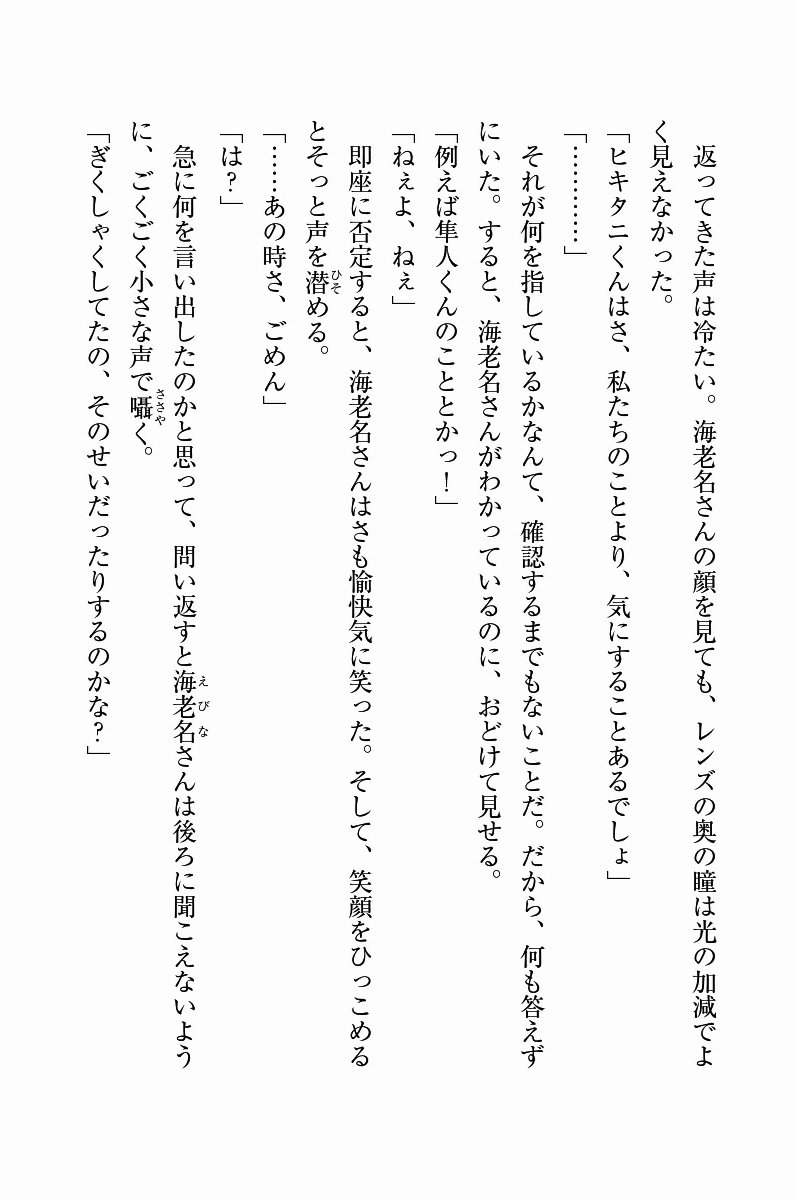 返ってきた声は冷たい。海老名さんの顔を見ても、レンズの奥の瞳は光の加減でよ
く見えなかった。
「ヒキタニくんはさ、私たちのことより、気にすることあるでしょ」
「…………」
それが何を指しているかなんて、確認するまでもないことだ。だから、何も答えず
にいた。すると、海老名さんがわかっているのに、おどけて見せる。
「例えば隼人くんのこととかっ！」
「ねぇよ、ねぇ」
即座に否定すると、海老名さんはさも愉快気に笑った。そして、笑顔をひっこめる
とそっと声を潜める。
ひそ
「……あの時さ、ごめん」
「は？」
急に何を言い出したのかと思って、問い返すと海老名さんは後ろに聞こえないよう
えびな
に、ごくごく小さな声で囁く。
ささや
「ぎくしゃくしてたの、そのせいだったりするのかな？」